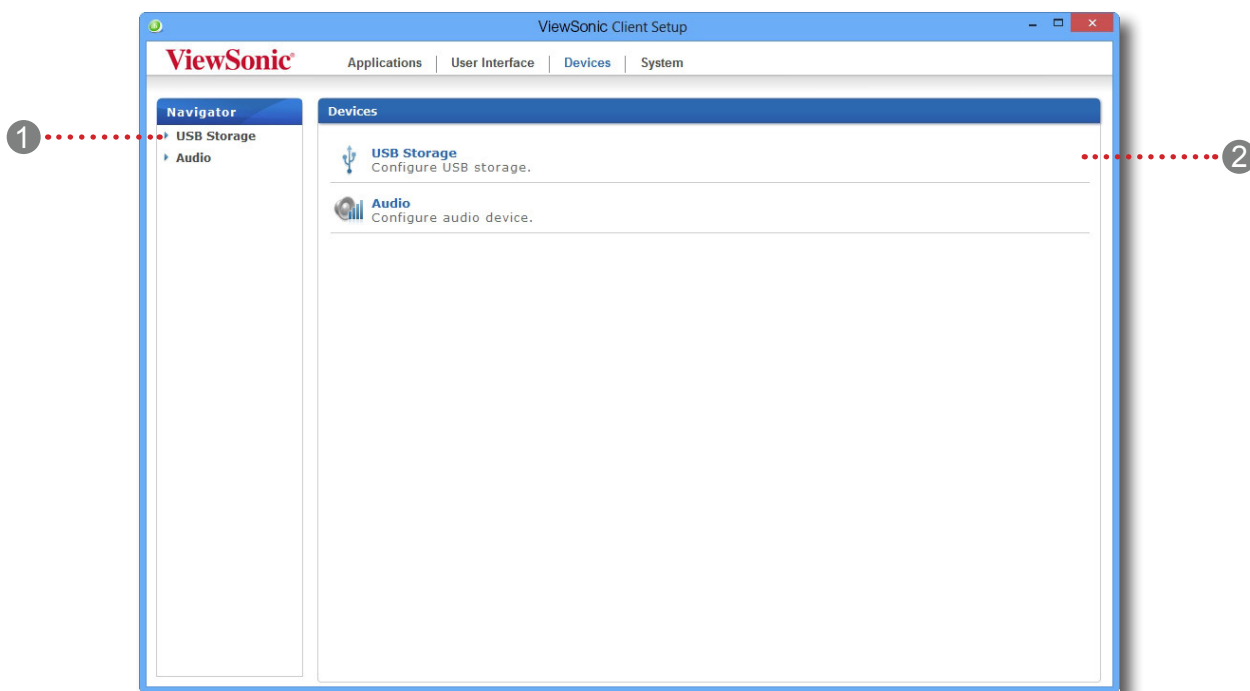 ViewSonic Client Setup
ViewSonic®
Applications | User Interface | Devices | System
Navigator
USB Storage
Audio
Devices
USB Storage
Configure USB storage.
Audio
Configure audio device.
1
2